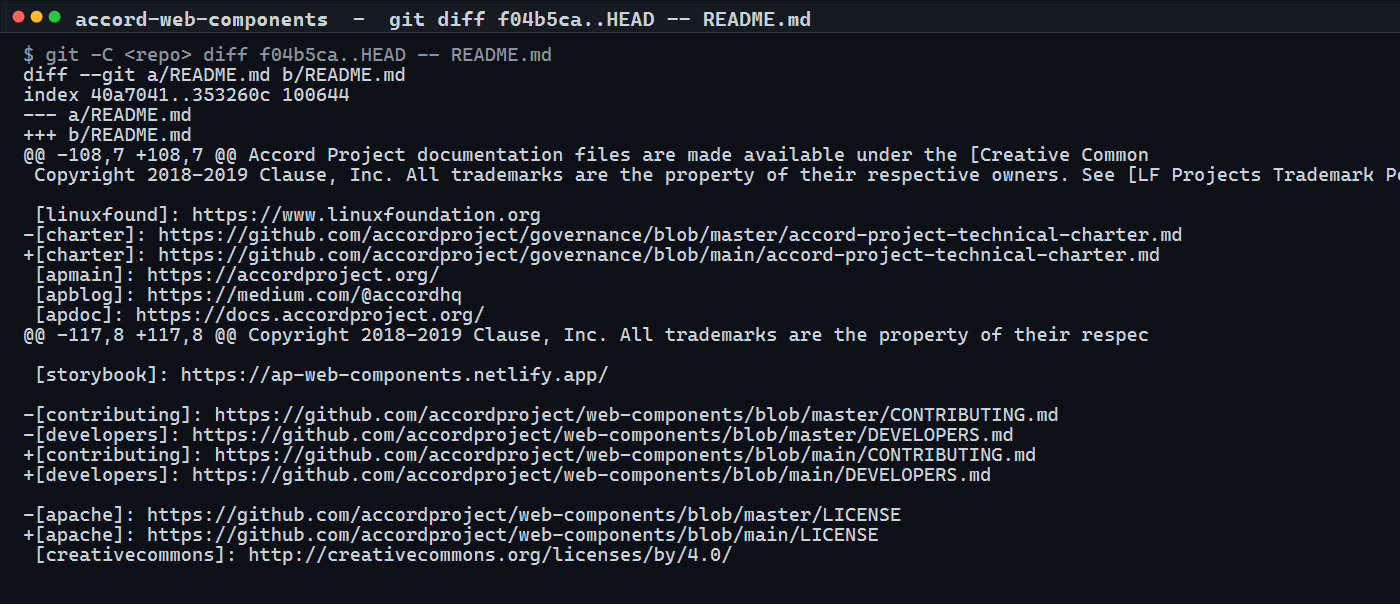 accord-web-components  -  git diff f04b5ca..HEAD -- README.md
$ git -C <repo> diff f04b5ca..HEAD -- README.md
diff --git a/README.md b/README.md
index 40a7041..353260c 100644
--- a/README.md
+++ b/README.md
@@ -108,7 +108,7 @@ Accord Project documentation files are made available under the [Creative Common
 Copyright 2018-2019 Clause, Inc. All trademarks are the property of their respective owners. See [LF Projects Trademark
 [linuxfound]: https://www.linuxfoundation.org
-[charter]: https://github.com/accordproject/governance/blob/master/accord-project-technical-charter.md
+[charter]: https://github.com/accordproject/governance/blob/main/accord-project-technical-charter.md
 [apmain]: https://accordproject.org/
 [apblog]: https://medium.com/@accordhq
 [apdoc]: https://docs.accordproject.org/
@@ -117,8 +117,8 @@ Copyright 2018-2019 Clause, Inc. All trademarks are the property of their respec
 [storybook]: https://ap-web-components.netlify.app/
-[contributing]: https://github.com/accordproject/web-components/blob/master/CONTRIBUTING.md
-[developers]: https://github.com/accordproject/web-components/blob/master/DEVELOPERS.md
+[contributing]: https://github.com/accordproject/web-components/blob/main/CONTRIBUTING.md
+[developers]: https://github.com/accordproject/web-components/blob/main/DEVELOPERS.md
-[apache]: https://github.com/accordproject/web-components/blob/master/LICENSE
+[apache]: https://github.com/accordproject/web-components/blob/main/LICENSE
 [creativecommons]: http://creativecommons.org/licenses/by/4.0/